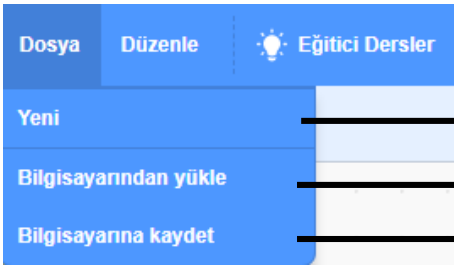 Dosya Düzenle Eğitici Dersler
Yeni
Bilgisayarından yükle
Bilgisayarına kaydet